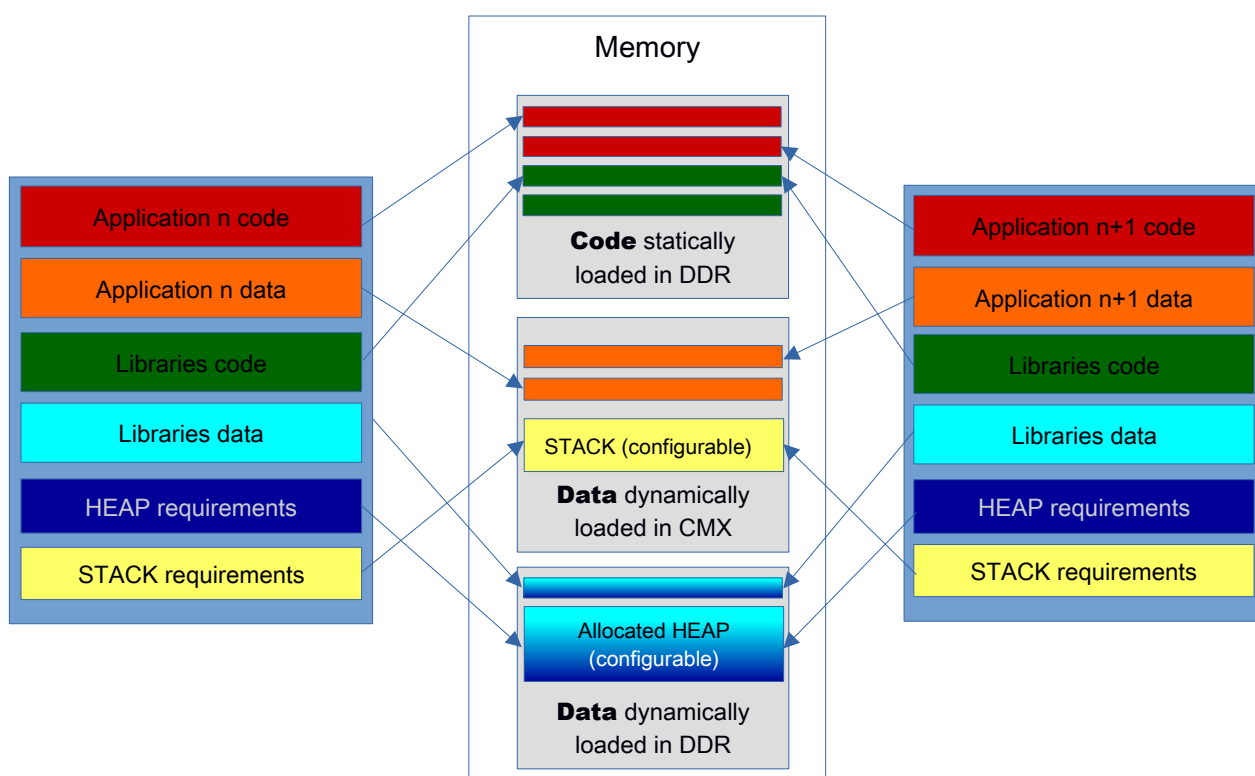 Memory
Application n code
Application n data
Libraries code
Libraries data
HEAP requirements
STACK requirements
Code statically
loaded in DDR
STACK (configurable)
Data dynamically
loaded in CMX
Allocated HEAP
(configurable)
Data dynamically
loaded in DDR
Application n+1 code
Application n+1 data
Libraries code
Libraries data
HEAP requirements
STACK requirements